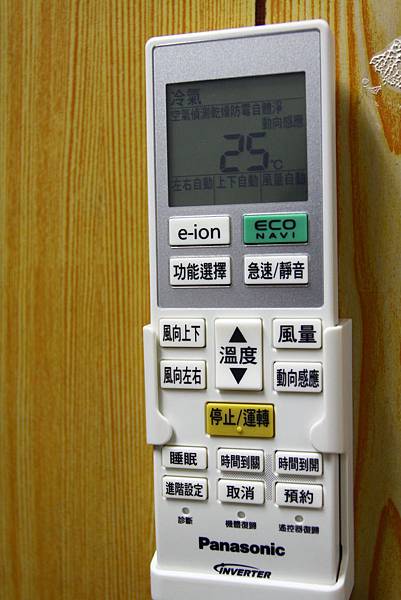 冷氣
空氣偵測乾燥防霉自體淨
動向感應
25℃
左右自動 上下自動 風量自動
e-ion ECO NAVI
功能選擇 急速/靜音
風向上下 ▲ 風量
溫度
風向左右 ▼ 動向感應
停止/運轉
睡眠 時間到關 時間到開
進階設定 取消 預約
診斷 機體復歸 遙控器復歸
Panasonic
INVERTER